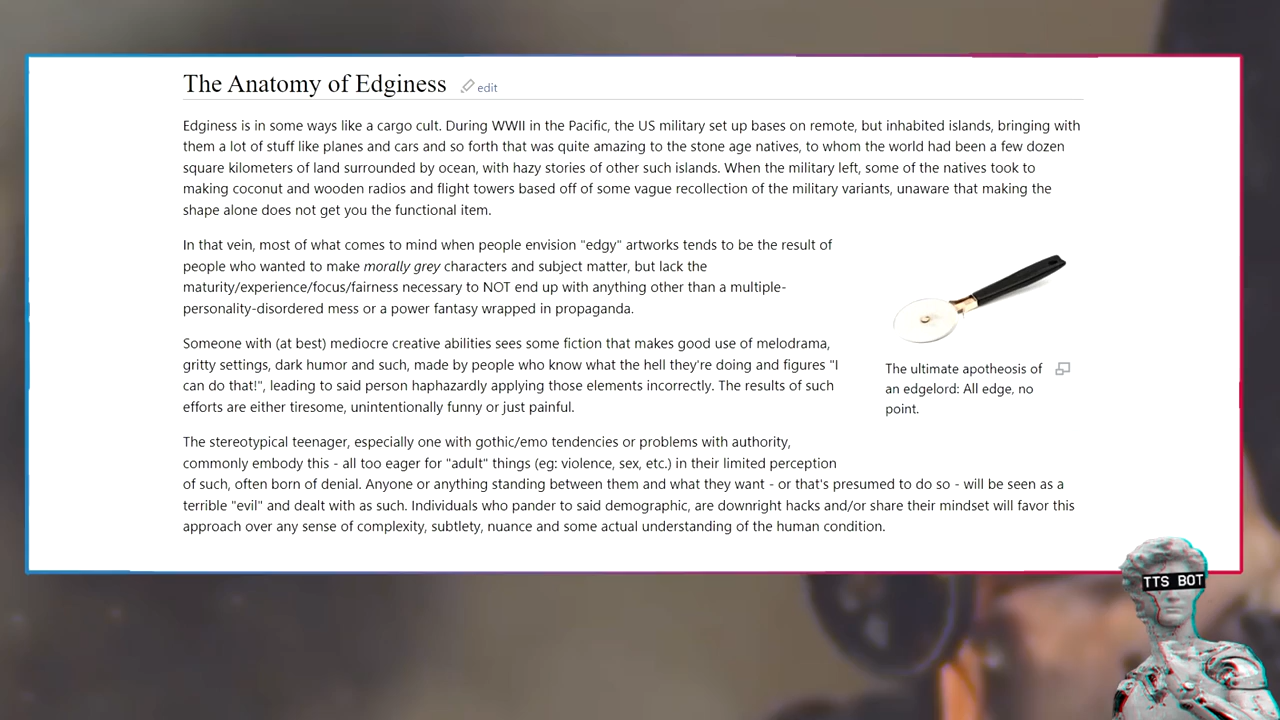 The Anatomy of Edginess edit
Edginess is in some ways like a cargo cult. During WWII in the Pacific, the US military set up bases on remote, but inhabited islands, bringing with
them a lot of stuff like planes and cars and so forth that was quite amazing to the stone age natives, to whom the world had been a few dozen
square kilometers of land surrounded by ocean, with hazy stories of other such islands. When the military left, some of the natives took to
making coconut and wooden radios and flight towers based off of some vague recollection of the military variants, unaware that making the
shape alone does not get you the functional item.
In that vein, most of what comes to mind when people envision "edgy" artworks tends to be the result of
people who wanted to make morally grey characters and subject matter, but lack the
maturity/experience/focus/fairness necessary to NOT end up with anything other than a multiple-
personality-disordered mess or a power fantasy wrapped in propaganda.
Someone with (at best) mediocre creative abilities sees some fiction that makes good use of melodrama,
gritty settings, dark humor and such, made by people who know what the hell they're doing and figures "I
can do that!", leading to said person haphazardly applying those elements incorrectly. The results of such
efforts are either tiresome, unintentionally funny or just painful.
The ultimate apotheosis of
an edgelord: All edge, no
point.
The stereotypical teenager, especially one with gothic/emo tendencies or problems with authority,
commonly embody this - all too eager for "adult" things (eg: violence, sex, etc.) in their limited perception
of such, often born of denial. Anyone or anything standing between them and what they want - or that's presumed to do so - will be seen as a
terrible "evil" and dealt with as such. Individuals who pander to said demographic, are downright hacks and/or share their mindset will favor this
approach over any sense of complexity, subtlety, nuance and some actual understanding of the human condition.
TTS BOT